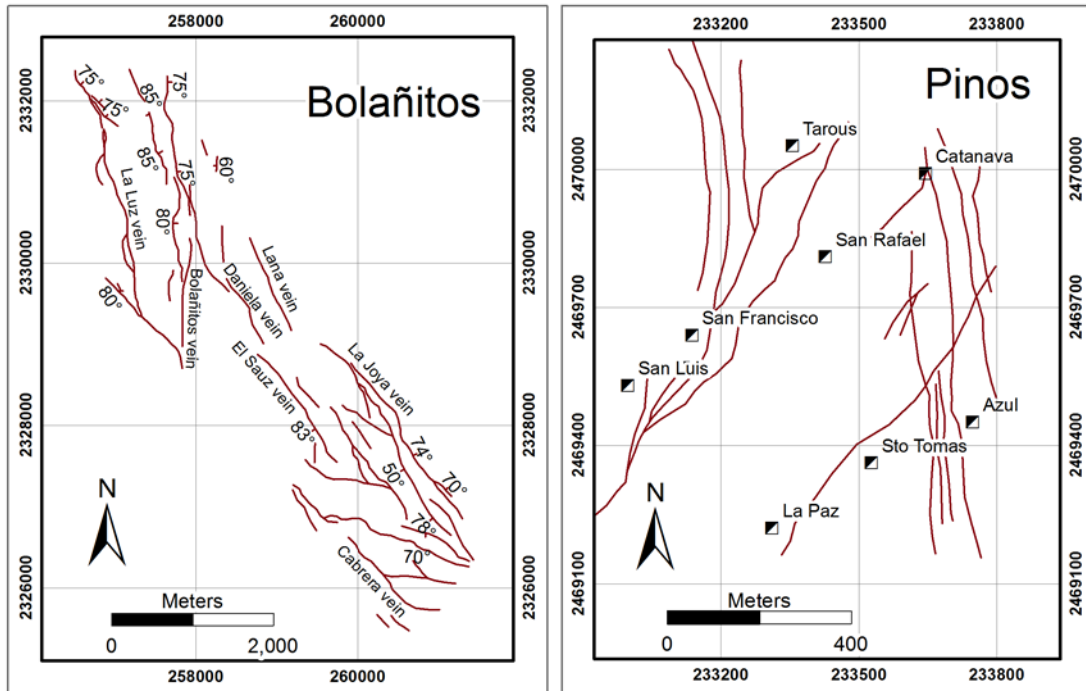 258000
260000
Bolañitos
2332000
2332000
75°
75°
85°
75°
85°
75°
60°
80°
La Luz vein
2330000
2330000
80°
Bolañitos vein
Daniela vein
Lana vein
El Sauz vein
La Joya vein
2328000
2328000
83°
74°
50°
70°
78°
70°
N
Cabrera vein
2326000
2326000
Meters
0
2,000
258000
260000
233200
233500
233800
Pinos
Tarous
Catanava
2470000
2470000
San Rafael
2469700
2469700
San Francisco
San Luis
Azul
2469400
2469400
Sto Tomas
N
La Paz
2469100
2469100
Meters
0
400
233200
233500
233800